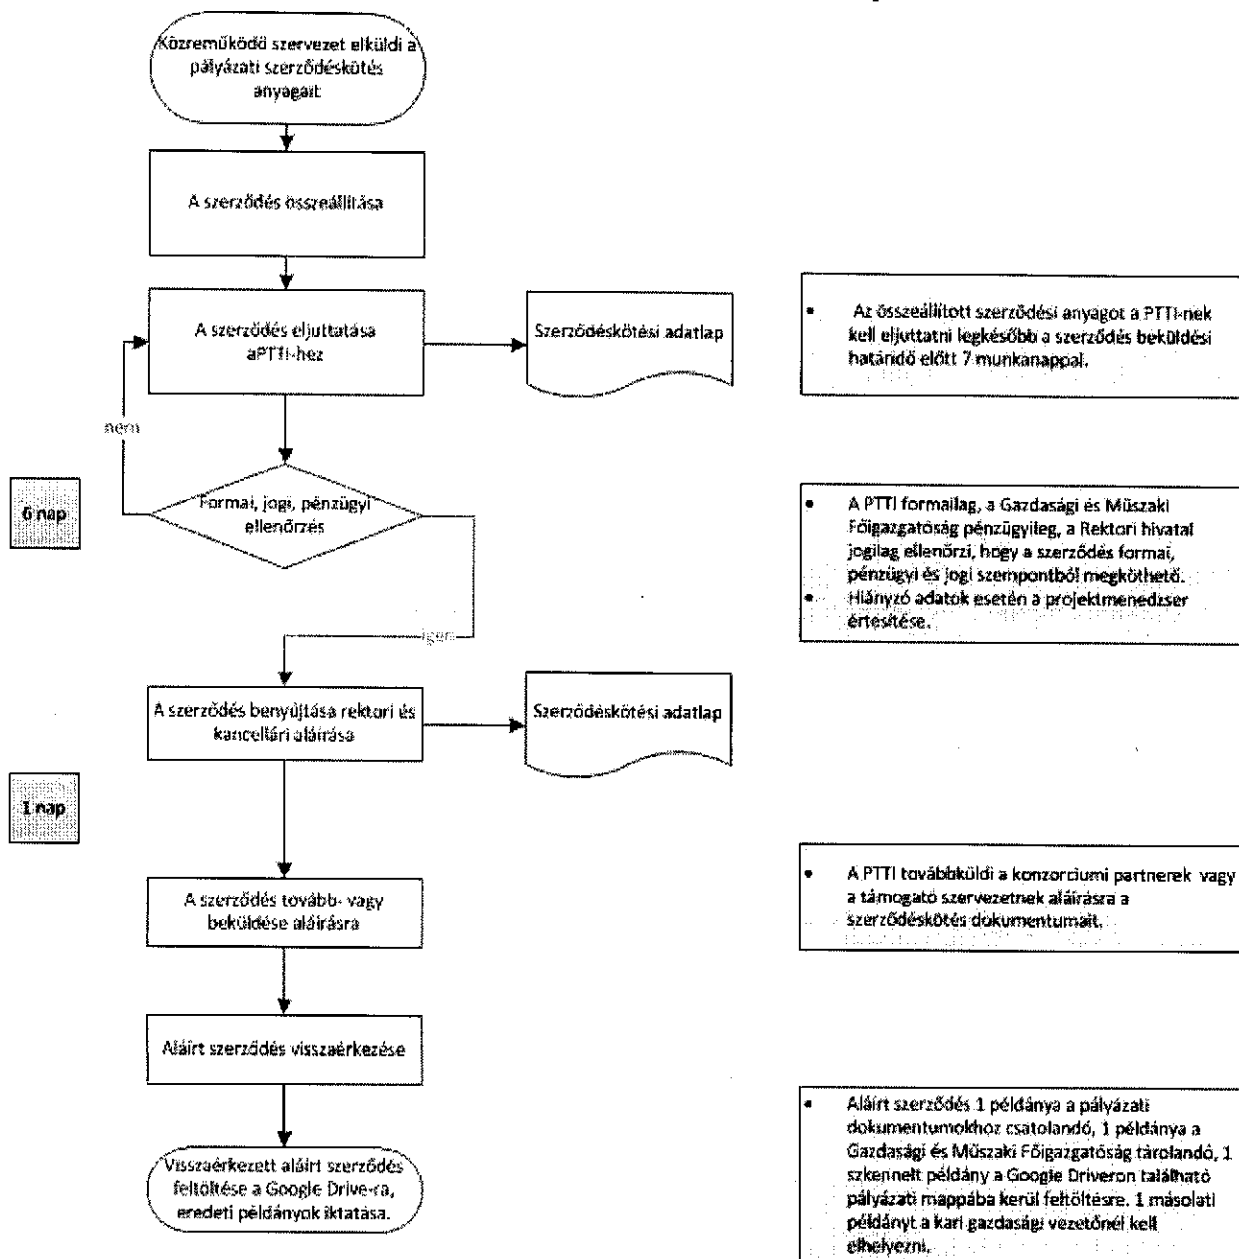 Közreműködő szervezet elküldi a
pályázati szerződéskötés
anyagait
A szerződés összeállítása
A szerződés eljuttatása
aPTTI-hez
Szerződéskötési adatlap
• Az összeállított szerződési anyagot a PTTI-nek
kell eljuttatni legkésőbb a szerződés beküldési
határidő előtt 7 munkanappal.
nem
6 nap
Formai, jogi, pénzügyi
ellenőrzés
• A PTTI formailag, a Gazdasági és Műszaki
Főigazgatóság pénzügyileg, a Rektori hivatal
jogilag ellenőrzi, hogy a szerződés formai,
pénzügyi és jogi szempontból megköthető.
• Hiányzó adatok esetén a projektmenedzser
értesítése.
igen
A szerződés benyújtása rektori és
kancellári aláírása
Szerződéskötési adatlap
1 nap
A szerződés tovább- vagy
beküldése aláírásra
• A PTTI továbbküldi a konzorciumi partnerek vagy
a támogató szervezetnek aláírásra a
szerződéskötés dokumentumait.
Aláírt szerződés visszaérkezése
Visszaérkezett aláírt szerződés
feltöltése a Google Drive-ra,
eredeti példányok iktatása.
• Aláírt szerződés 1 példánya a pályázati
dokumentumokhoz csatolandó, 1 példánya a
Gazdasági és Műszaki Főigazgatóság tárolandó, 1
szkennelt példány a Google Driveron található
pályázati mappába kerül feltöltésre. 1 másolati
példányt a kari gazdasági vezetőnél kell
elhelyezni.